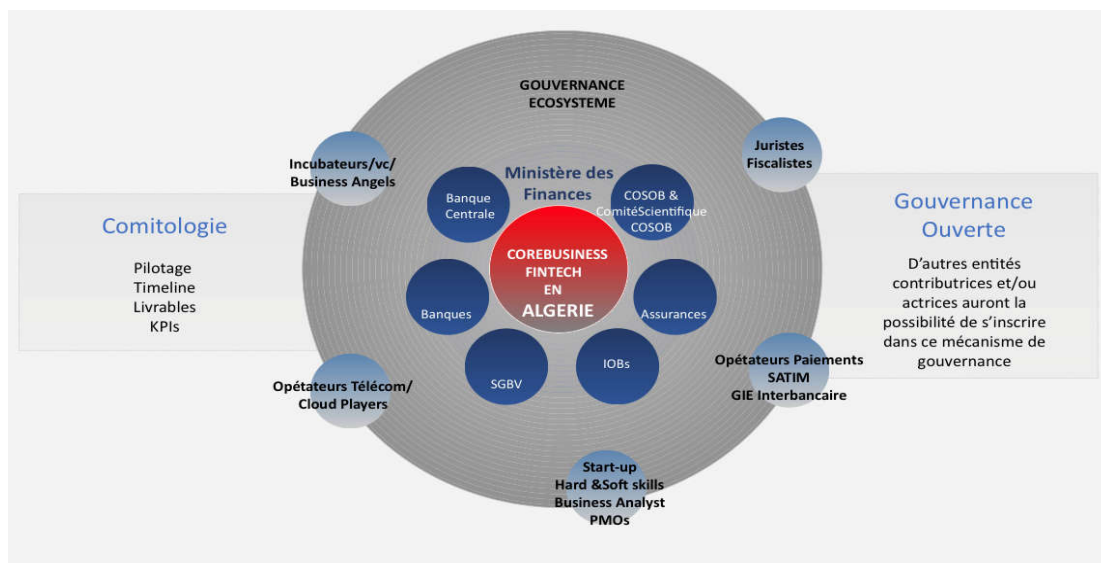 GOUVERNANCE
ECOSYSTEME
Incubateurs/vc/
Business Angels
Juristes
Fiscalistes
Ministère des
Finances
Banque
Centrale
COSOB &
ComitéScientifique
COSOB
Comitologie
Pilotage
Timeline
Livrables
KPIs
COREBUSINESS
FINTECH
EN
ALGERIE
Gouvernance
Ouverte
D’autres entités
contributrices et/ou
actrices auront la
possibilité de s’inscrire
dans ce mécanisme de
gouvernance
Banques
Assurances
SGBV
IOBs
Opétateurs Télécom/
Cloud Players
Opétateurs Paiements
SATIM
GIE Interbancaire
Start-up
Hard &Soft skills
Business Analyst
PMOs